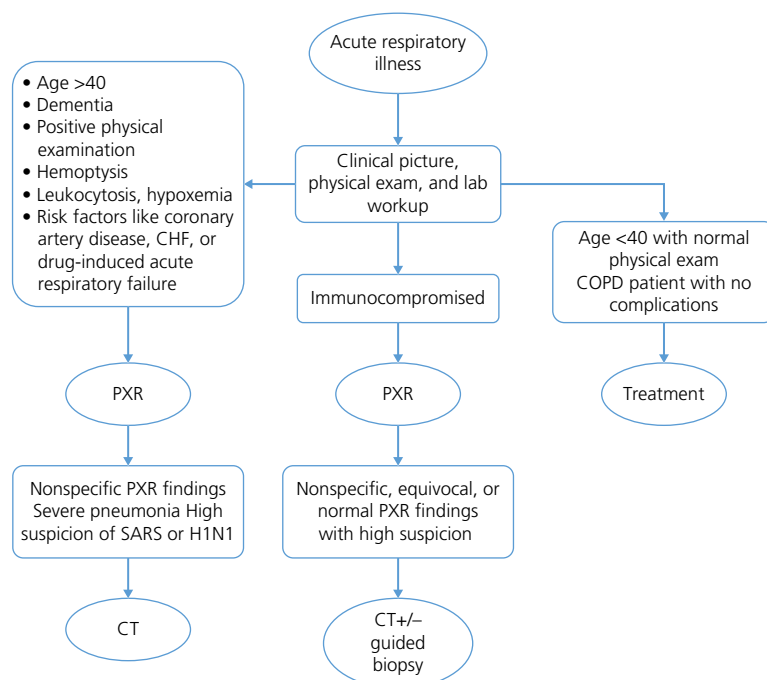 Acute respiratory
illness
• Age >40
• Dementia
• Positive physical
examination
• Hemoptysis
• Leukocytosis, hypoxemia
• Risk factors like coronary
artery disease, CHF, or
drug-induced acute
respiratory failure
Clinical picture,
physical exam, and lab
workup
Age <40 with normal
physical exam
COPD patient with no
complications
Immunocompromised
PXR
PXR
Treatment
Nonspecific PXR findings
Severe pneumonia High
suspicion of SARS or H1N1
Nonspecific, equivocal, or
normal PXR findings
with high suspicion
CT
CT+/–
guided
biopsy